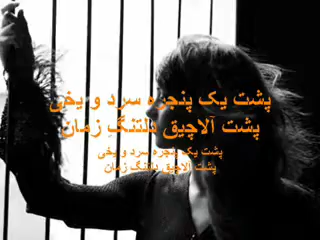 پشت یک پنجره سرد و یخی
پشت آلاچیق دلتنگِ زمان
پشت یک پنجره سرد و یخی
پشت آلاچیق دلتنگ زمان